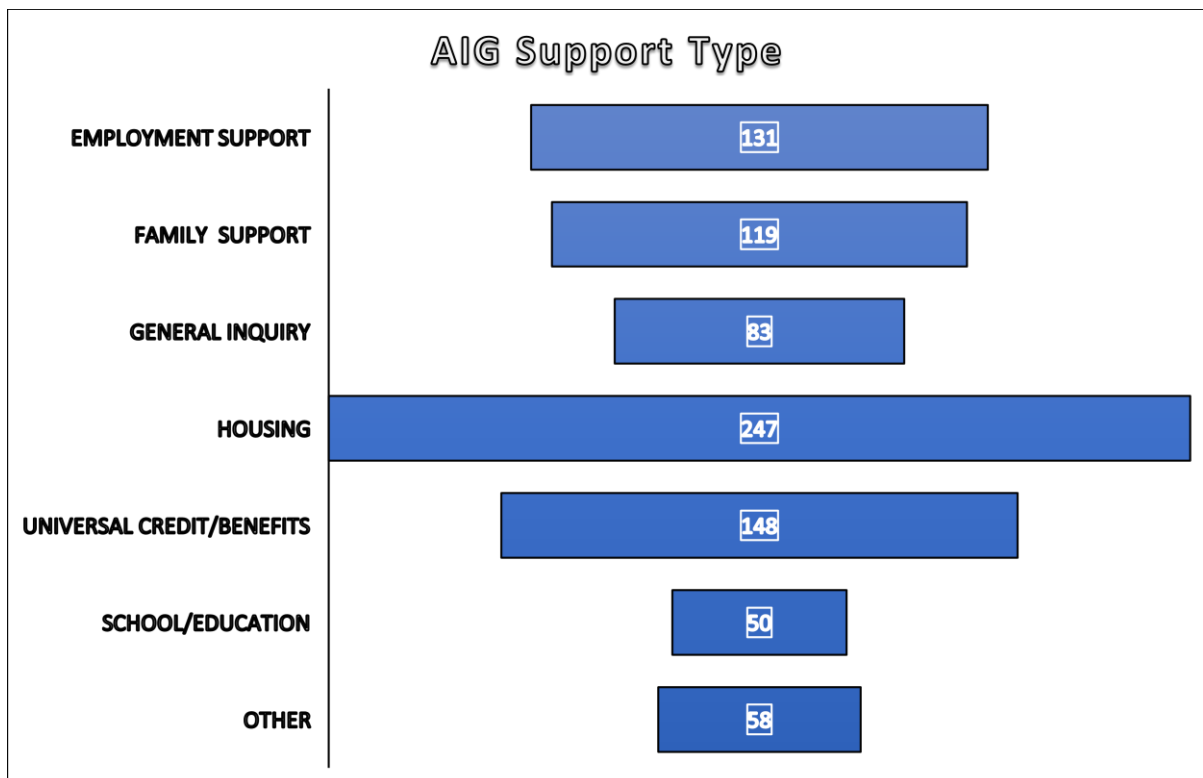 AIG Support Type
EMPLOYMENT SUPPORT
131
FAMILY SUPPORT
119
GENERAL INQUIRY
83
HOUSING
247
UNIVERSAL CREDIT/BENEFITS
148
SCHOOL/EDUCATION
50
OTHER
58